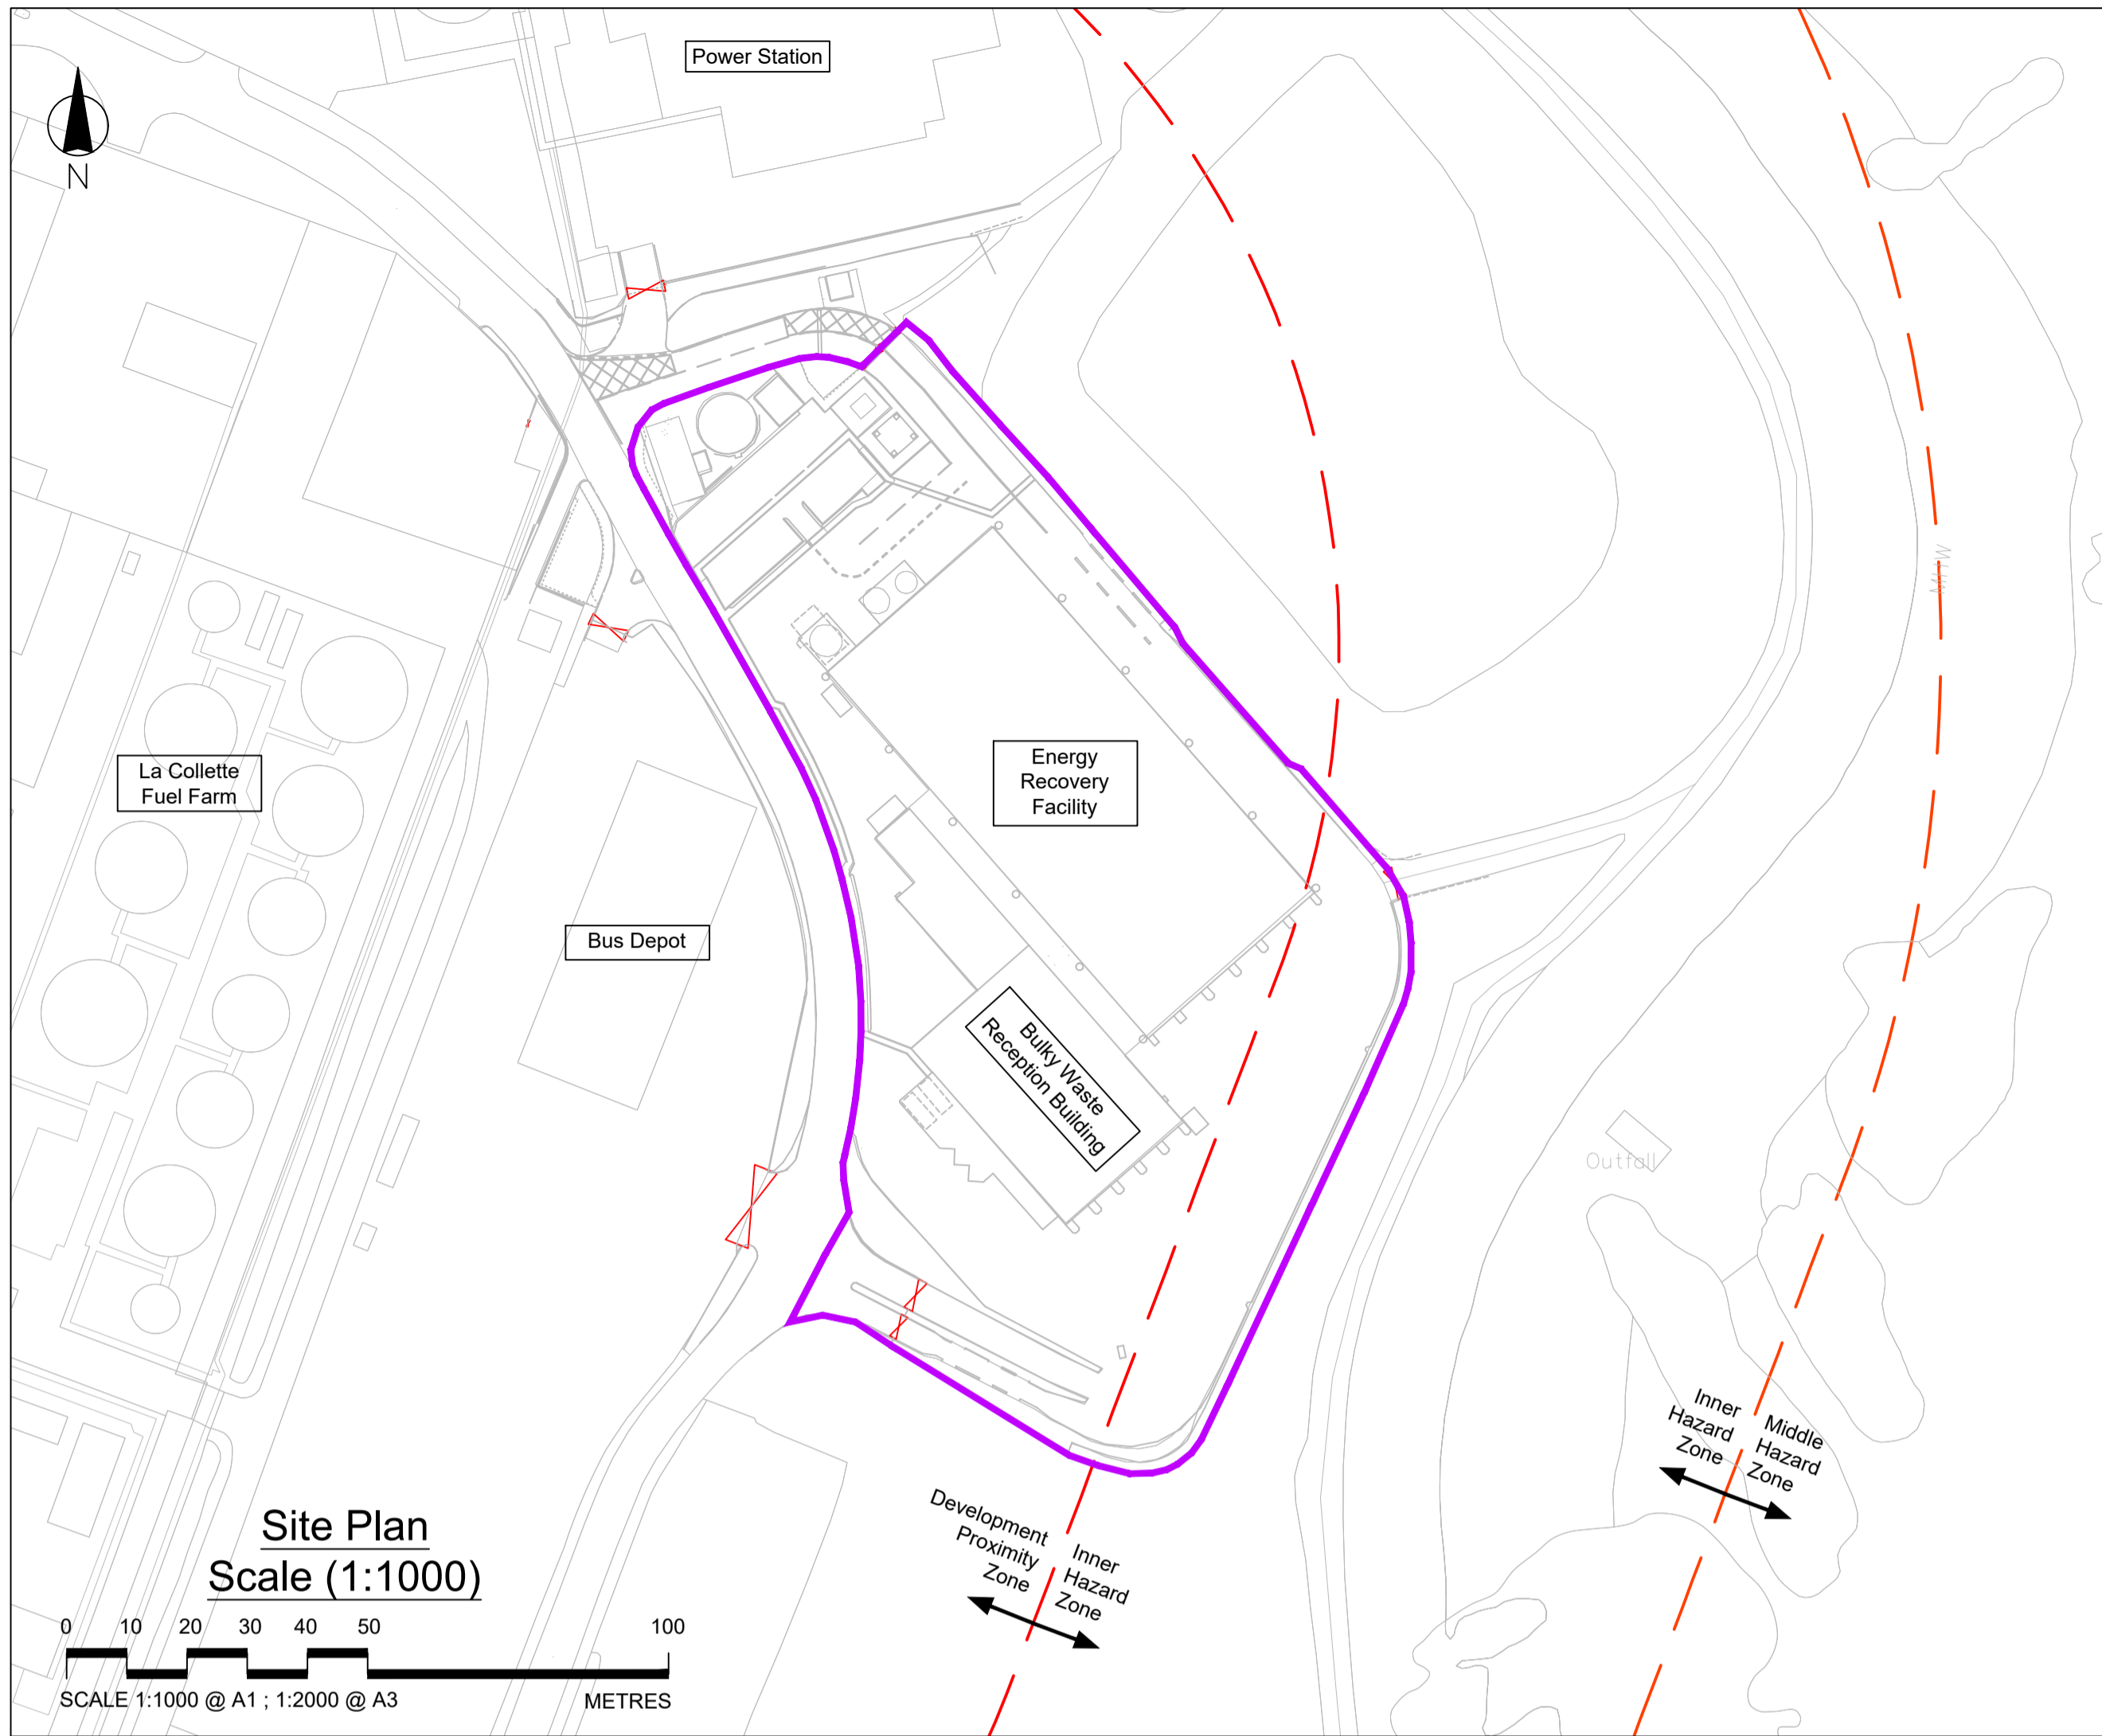 Power Station
N
MHW
Energy
Recovery
Facility
La Collette
Fuel Farm
Bus Depot
Bulky Waste
Reception Building
Outfall
Inner
Hazard
Zone
Middle
Hazard
Zone
Development
Proximity
Zone
Inner
Hazard
Zone
Site Plan
Scale (1:1000)
0 10 20 30 40 50 100
SCALE 1:1000 @ A1 ; 1:2000 @ A3 METRES